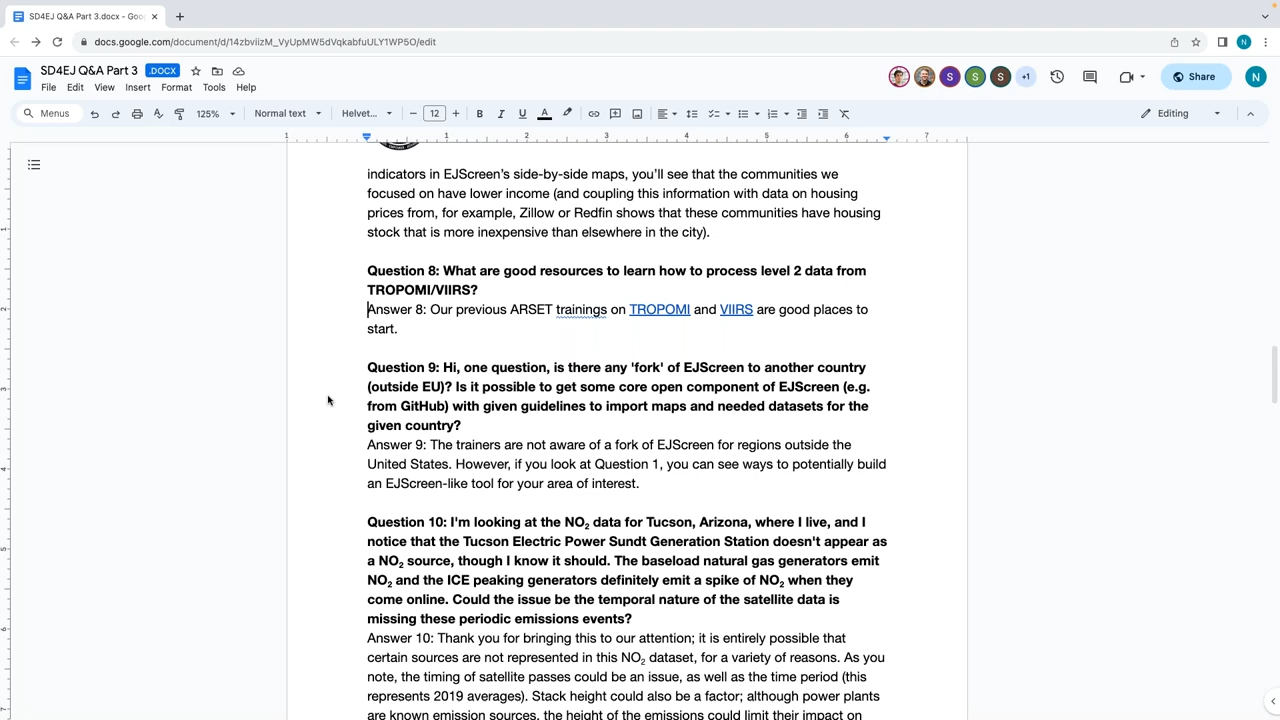 SD4EJ Q&A Part 3.docx - Goo
docs.google.com/document/d/14zbviizM_VyUpMW5dVqkabfuULY1WP5O/edit
SD4EJ Q&A Part 3 .DOCX
File Edit View Insert Format Tools Help
S S S +1 Share N
Menus 125% Normal text Helvet... 12 B I U A Editing
1 1 2 3 4 5 6 7
indicators in EJScreen's side-by-side maps, you'll see that the communities we
focused on have lower income (and coupling this information with data on housing
prices from, for example, Zillow or Redfin shows that these communities have housing
stock that is more inexpensive than elsewhere in the city).
Question 8: What are good resources to learn how to process level 2 data from
TROPOMI/VIIRS?
Answer 8: Our previous ARSET trainings on TROPOMI and VIIRS are good places to
start.
Question 9: Hi, one question, is there any 'fork' of EJScreen to another country
(outside EU)? Is it possible to get some core open component of EJScreen (e.g.
from GitHub) with given guidelines to import maps and needed datasets for the
given country?
Answer 9: The trainers are not aware of a fork of EJScreen for regions outside the
United States. However, if you look at Question 1, you can see ways to potentially build
an EJScreen-like tool for your area of interest.
Question 10: I'm looking at the NO₂ data for Tucson, Arizona, where I live, and I
notice that the Tucson Electric Power Sundt Generation Station doesn't appear as
a NO₂ source, though I know it should. The baseload natural gas generators emit
NO₂ and the ICE peaking generators definitely emit a spike of NO₂ when they
come online. Could the issue be the temporal nature of the satellite data is
missing these periodic emissions events?
Answer 10: Thank you for bringing this to our attention; it is entirely possible that
certain sources are not represented in this NO₂ dataset, for a variety of reasons. As you
note, the timing of satellite passes could be an issue, as well as the time period (this
represents 2019 averages). Stack height could also be a factor; although power plants
are known emission sources, the height of the emissions could limit their impact on